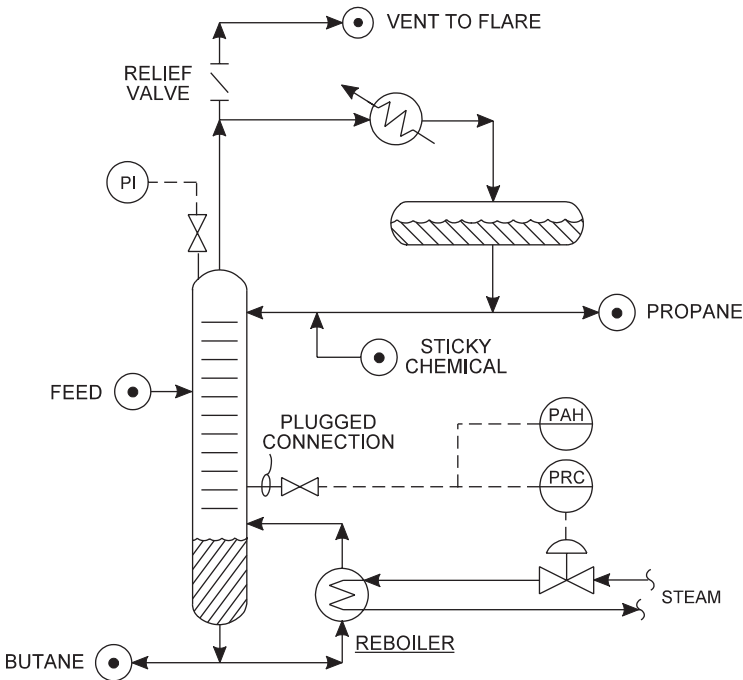 VENT TO FLARE
RELIEF
VALVE
PI
PROPANE
STICKY
CHEMICAL
FEED
PLUGGED
CONNECTION
PAH
PRC
STEAM
REBOILER
BUTANE